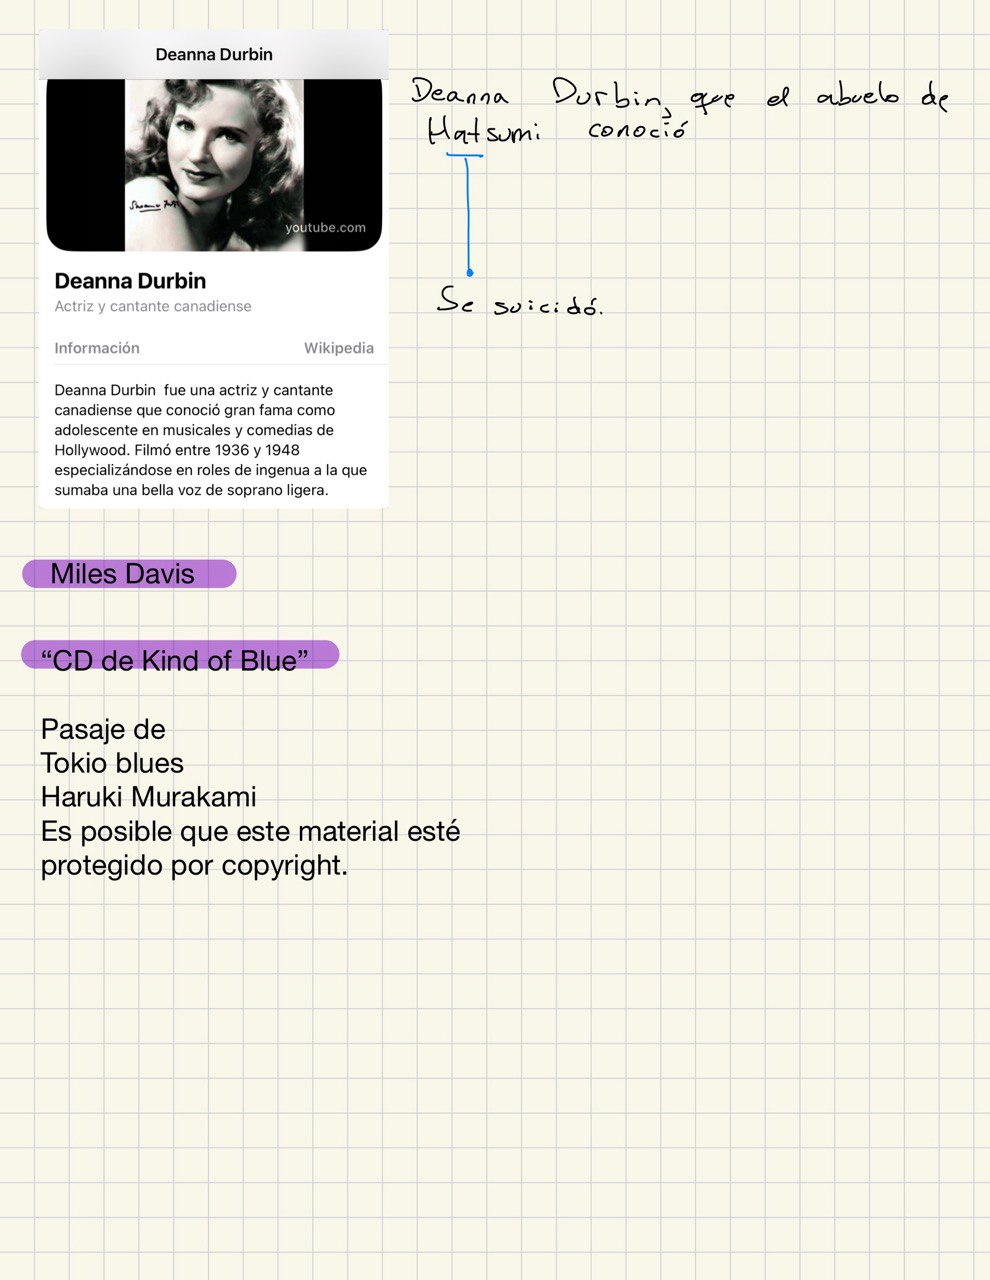 Deanna Durbin
youtube.com
Deanna Durbin
Actriz y cantante canadiense
Información Wikipedia
Deanna Durbin fue una actriz y cantante
canadiense que conoció gran fama como
adolescente en musicales y comedias de
Hollywood. Filmó entre 1936 y 1948
especializándose en roles de ingenua a la que
sumaba una bella voz de soprano ligera.
Deanna Durbin, que el abuelo de
Hatsumi conoció
Se suicidó.
Miles Davis
“CD de Kind of Blue”
Pasaje de
Tokio blues
Haruki Murakami
Es posible que este material esté
protegido por copyright.